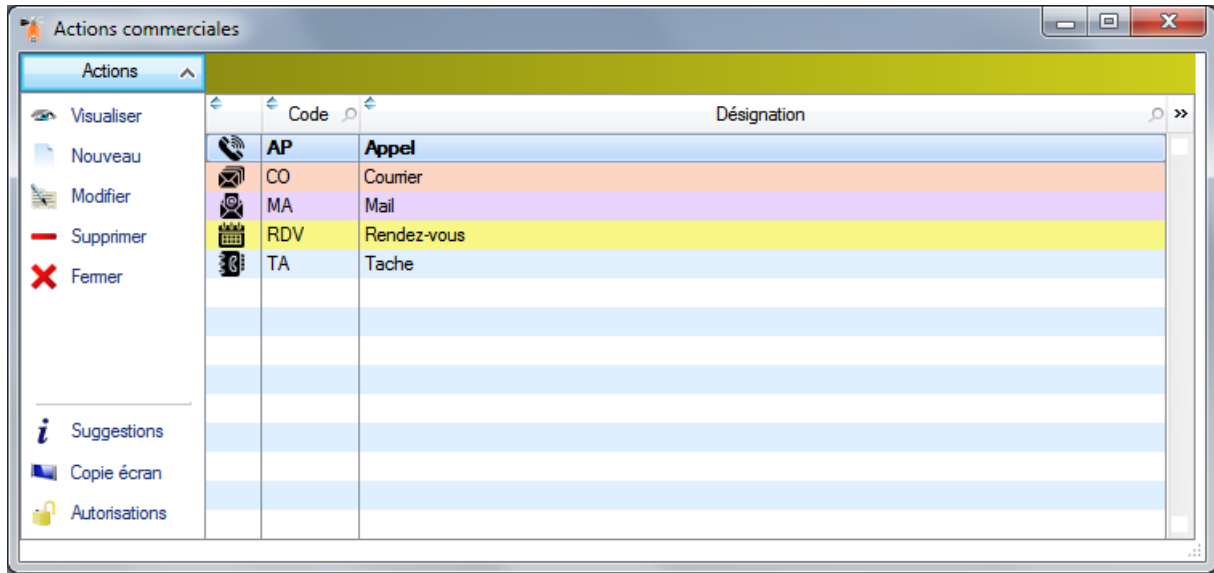 Actions commerciales
Actions
Visualiser
Nouveau
Modifier
Supprimer
Fermer
Suggestions
Copie écran
Autorisations
Code Désignation »
AP Appel
CO Courrier
MA Mail
RDV Rendez-vous
TA Tache